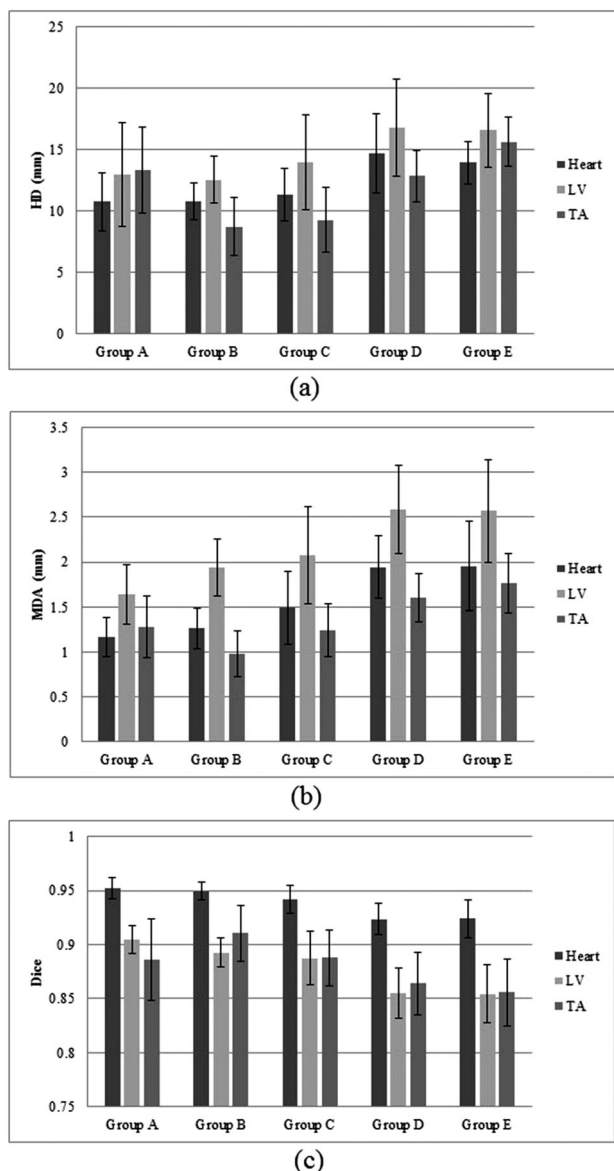 25
20
15
10
5
0
HD (mm)
Group A Group B Group C Group D Group E
Heart
LV
TA
(a)
3.5
3
2.5
2
1.5
1
0.5
0
MDA (mm)
Group A Group B Group C Group D Group E
Heart
LV
TA
(b)
1
0.95
0.9
0.85
0.8
0.75
Dice
Group A Group B Group C Group D Group E
Heart
LV
TA
(c)